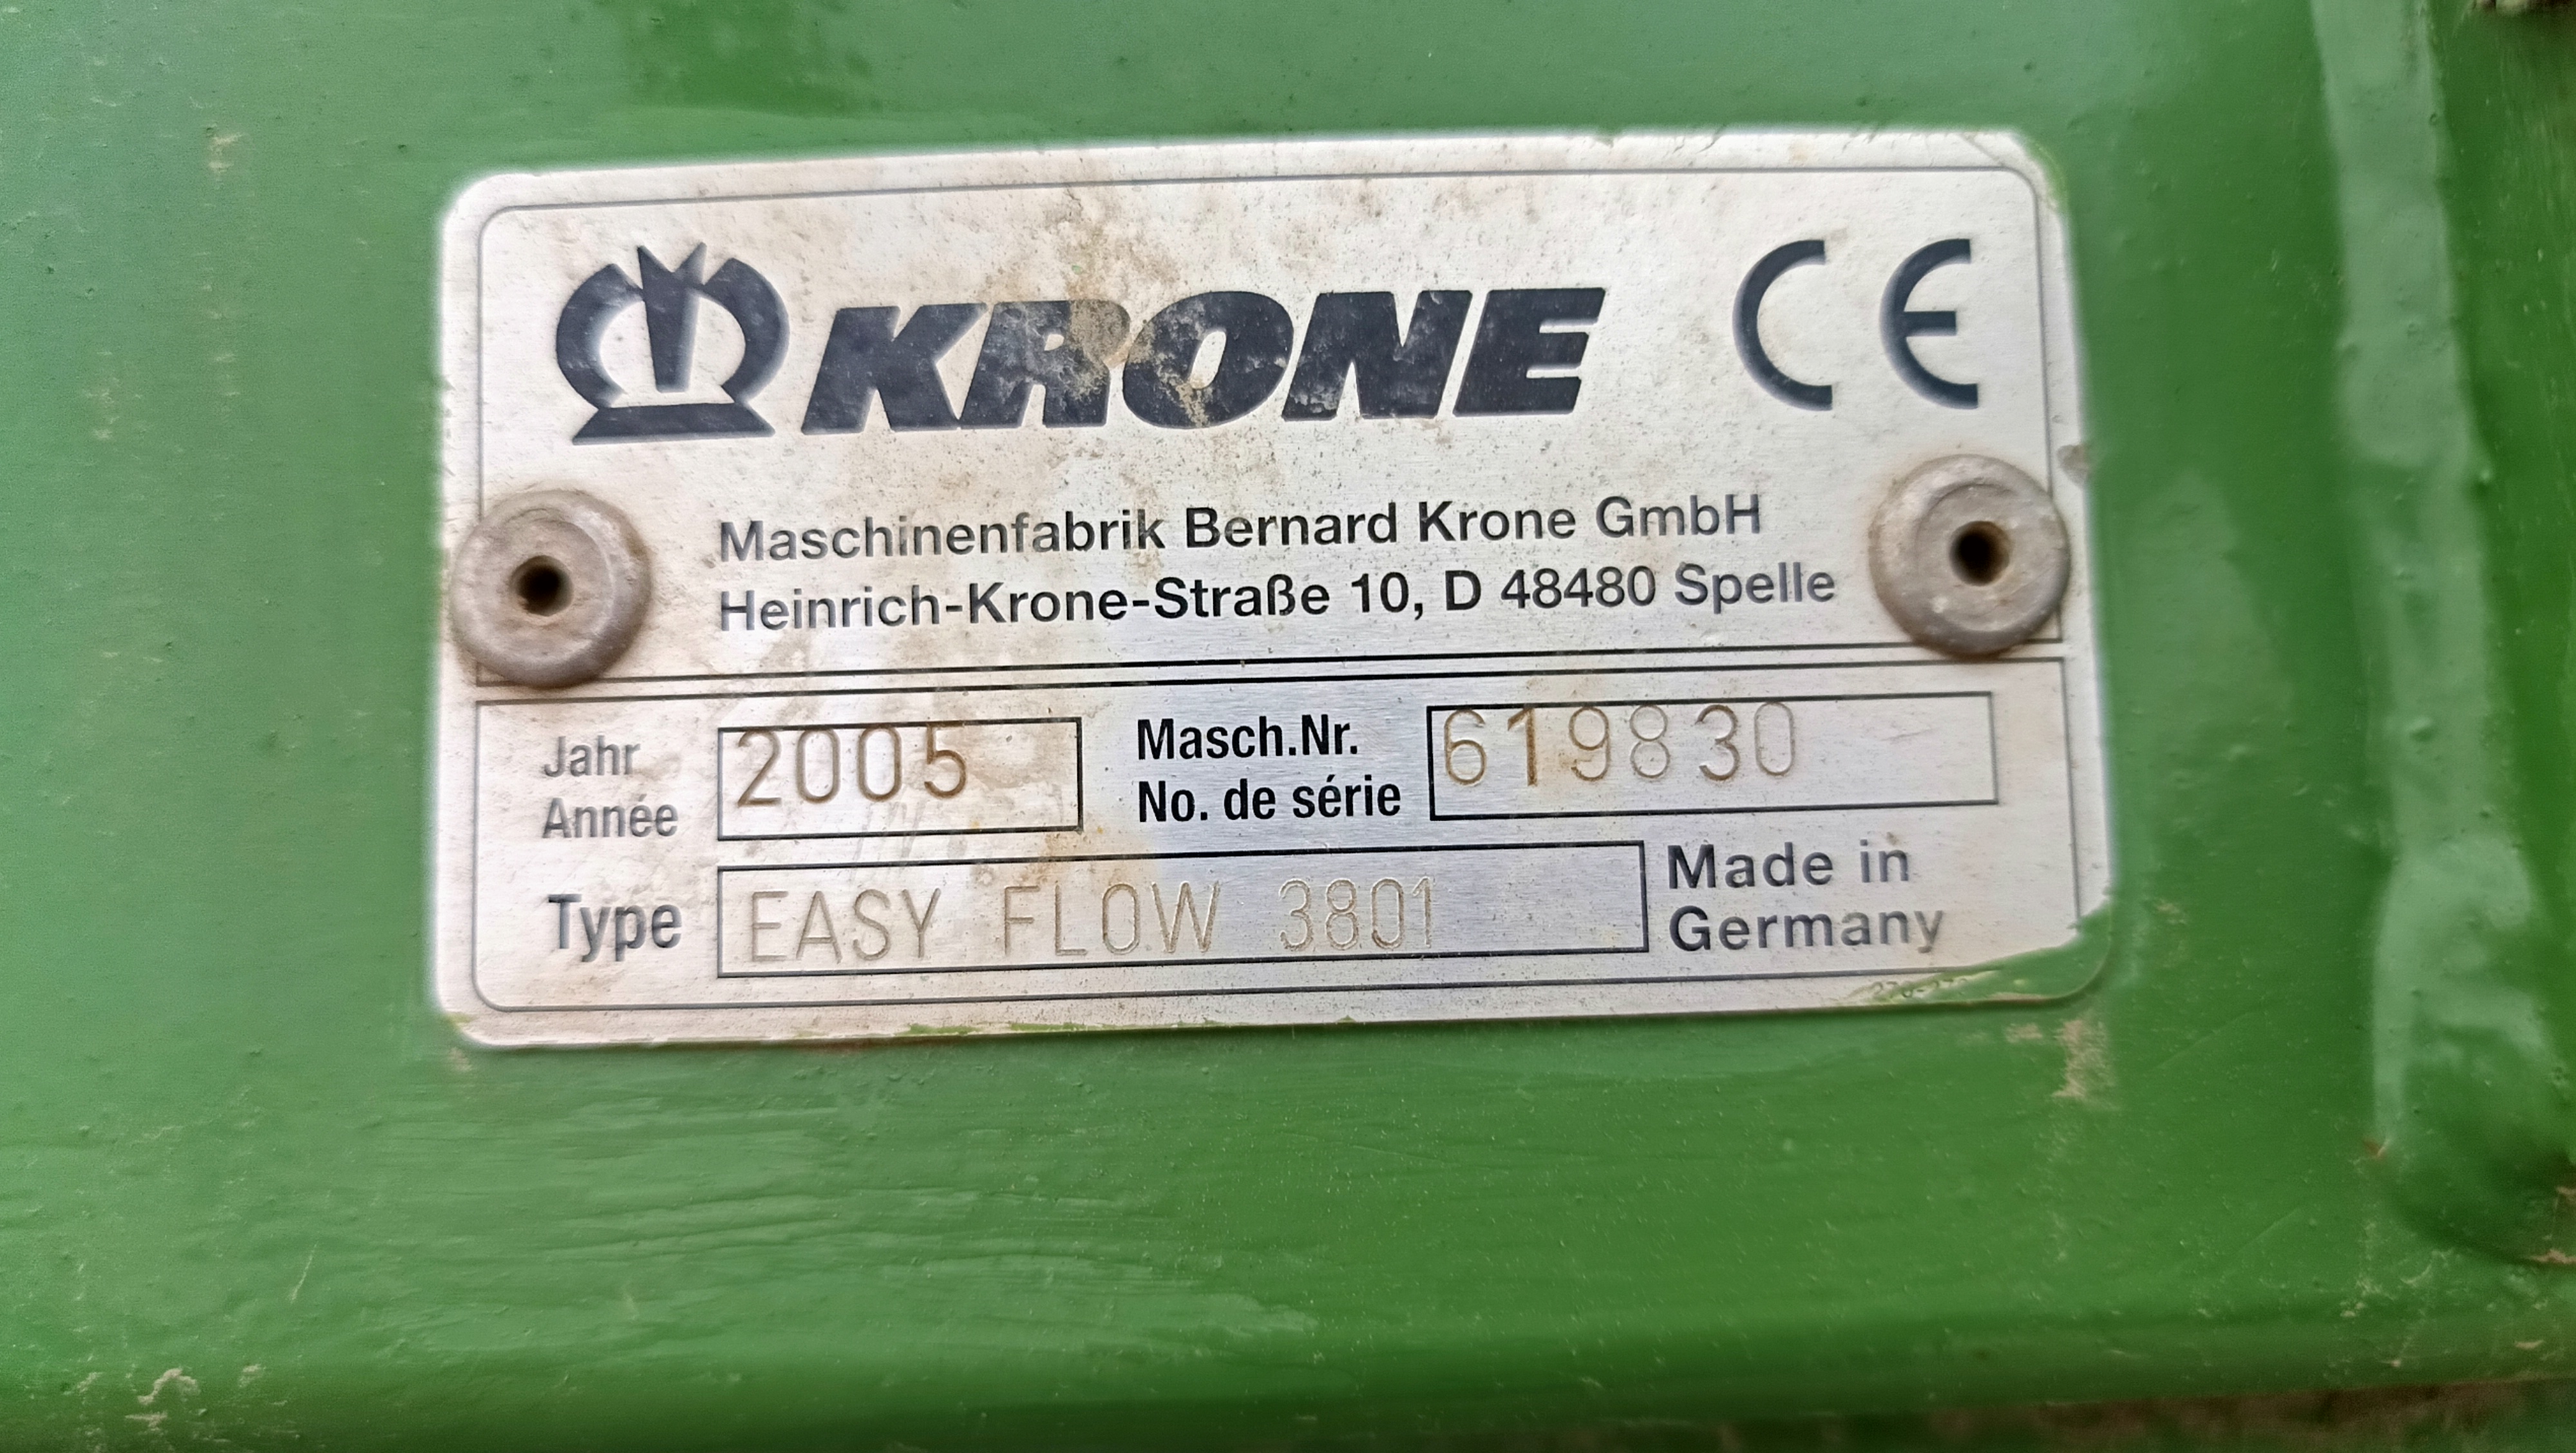 KRONE CE
Maschinenfabrik Bernard Krone GmbH
Heinrich-Krone-Straße 10, D 48480 Spelle
Jahr
Année
2005
Masch.Nr.
No. de série
619830
Type
EASY FLOW 3801
Made in
Germany